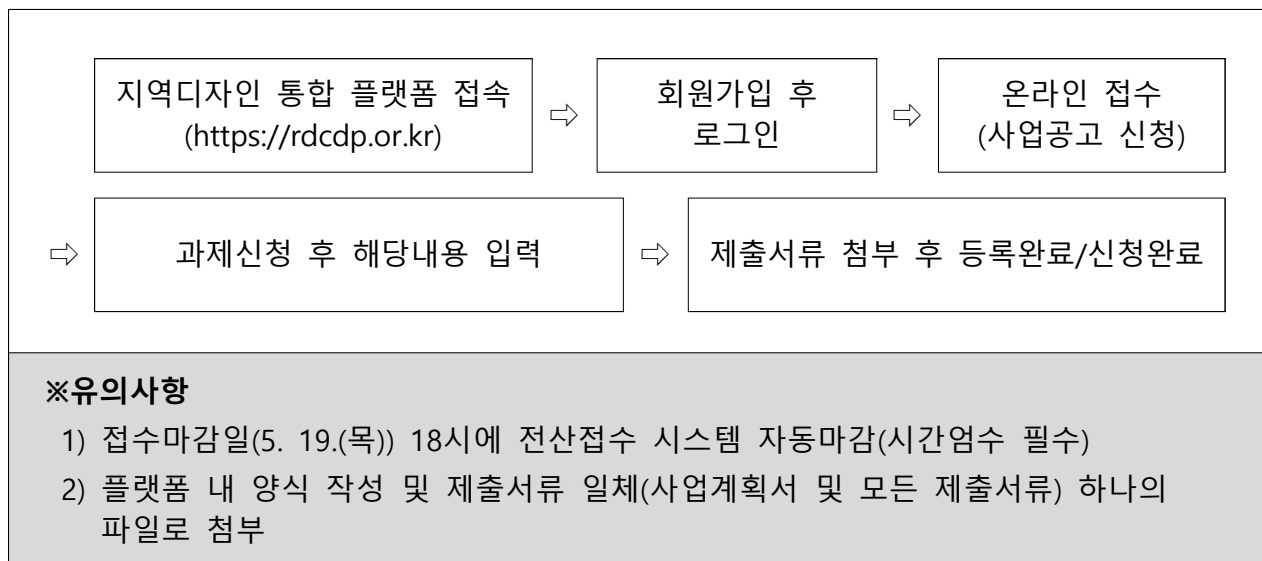 지역디자인 통합 플랫폼 접속
(https://rdcdp.or.kr)
⇨
회원가입 후
로그인
⇨
온라인 접수
(사업공고 신청)
⇨
과제신청 후 해당내용 입력
⇨
제출서류 첨부 후 등록완료/신청완료
※유의사항
1) 접수마감일(5. 19.(목)) 18시에 전산접수 시스템 자동마감(시간엄수 필수)
2) 플랫폼 내 양식 작성 및 제출서류 일체(사업계획서 및 모든 제출서류) 하나의
파일로 첨부